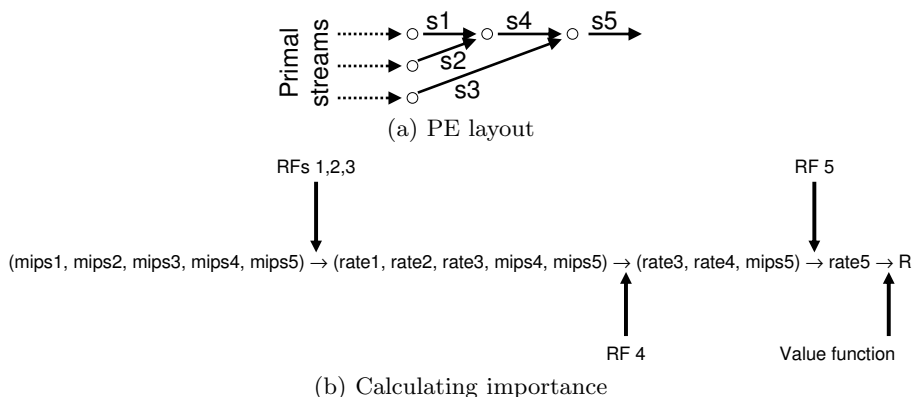 Primal
streams
s1
s4
s5
s2
s3
(a) PE layout
RFs 1,2,3
RF 5
(mips1, mips2, mips3, mips4, mips5) → (rate1, rate2, rate3, mips4, mips5) → (rate3, rate4, mips5) → rate5 → R
RF 4
Value function
(b) Calculating importance